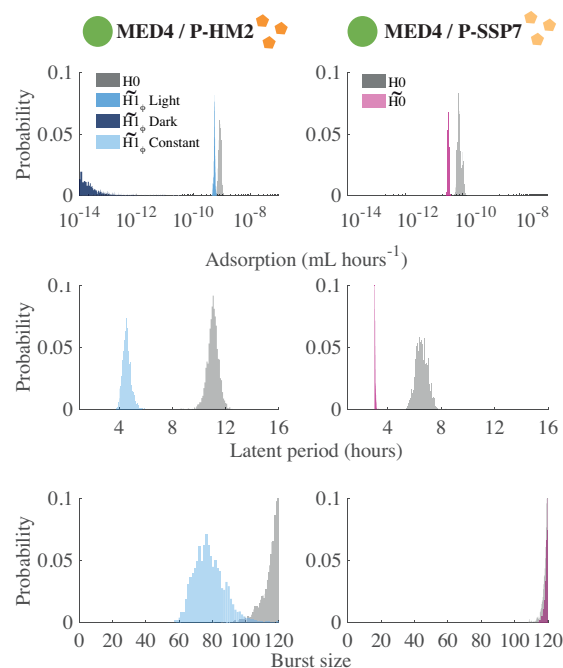 MED4 / P-HM2 MED4 / P-SSP7
Probability
0.1
0.05
0
H0
H̃1ϕ Light
H̃1ϕ Dark
H̃1ϕ Constant
10⁻¹⁴ 10⁻¹² 10⁻¹⁰ 10⁻⁸
0.1
0.05
0
H0
H̃0
10⁻¹⁴ 10⁻¹² 10⁻¹⁰ 10⁻⁸
Adsorption (mL hours⁻¹)
Probability
0.1
0.05
0
4 8 12 16
0.1
0.05
0
4 8 12 16
Latent period (hours)
Probability
0.1
0.05
0
0 20 40 60 80 100 120
0.1
0.05
0
0 20 40 60 80 100 120
Burst size